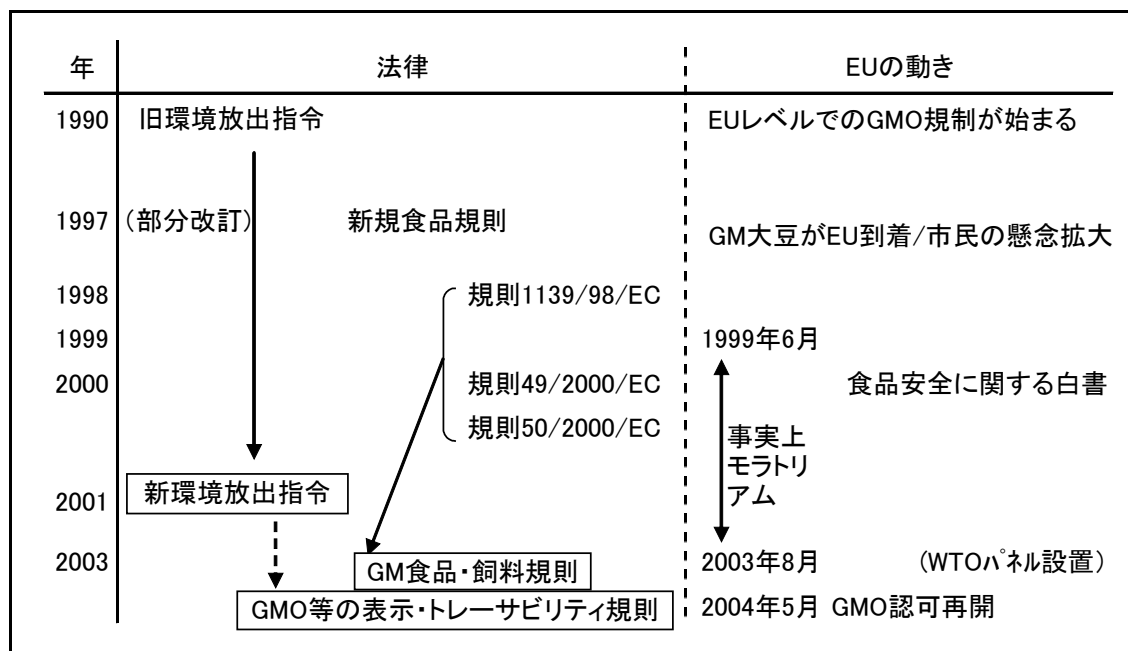 年 法律 EUの動き
1990 旧環境放出指令 EUレベルでのGMO規制が始まる
1997 (部分改訂) 新規食品規則
GM大豆がEU到着/市民の懸念拡大
1998 規則1139/98/EC
1999 1999年6月
2000 規則49/2000/EC 食品安全に関する白書
規則50/2000/EC
事実上
モラトリ
アム
2001 新環境放出指令
2003 GM食品・飼料規則 2003年8月 (WTOパネル設置)
GMO等の表示・トレーサビリティ規則 2004年5月 GMO認可再開